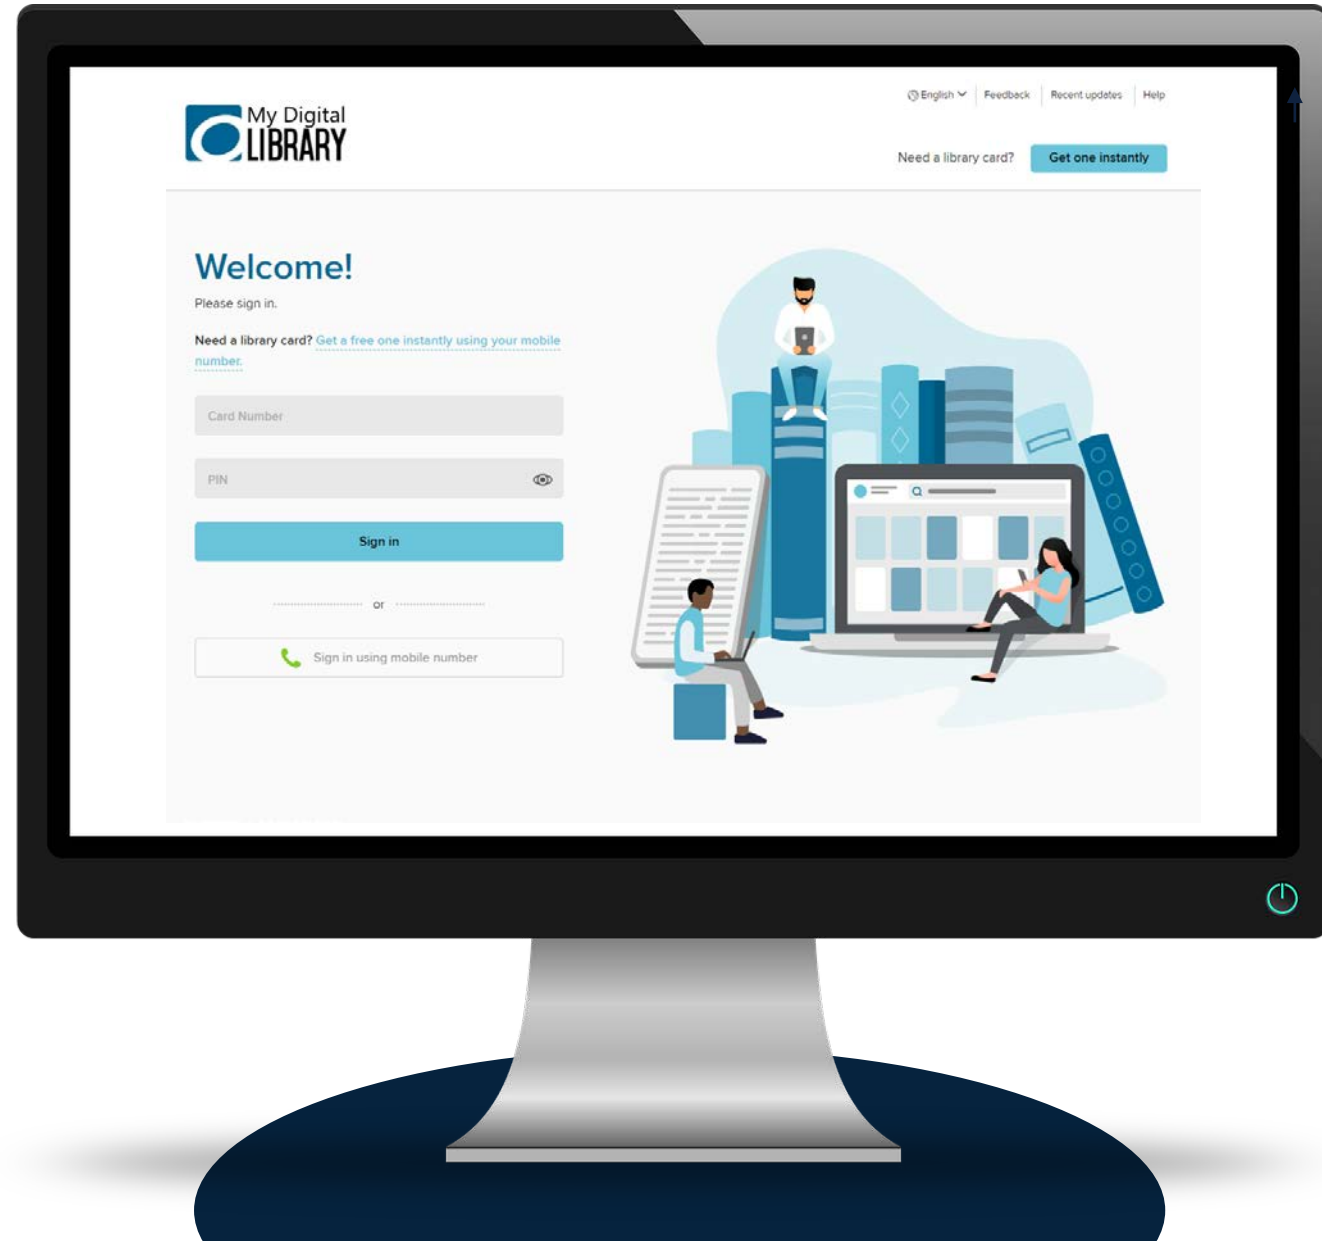 My Digital
LIBRARY
English
Feedback
Recent updates
Help
Need a library card?
Get one instantly
Welcome!
Please sign in.
Need a library card? Get a free one instantly using your mobile
number.
Card Number
PIN
Sign in
or
Sign in using mobile number